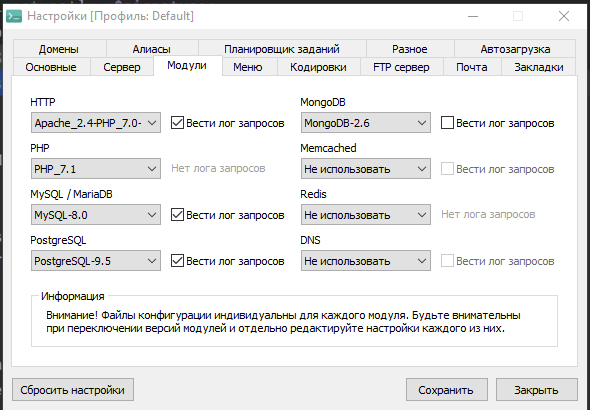 Настройки [Профиль: Default]
Домены Алиасы Планировщик заданий Разное Автозагрузка
Основные Сервер Модули Меню Кодировки FTP сервер Почта Закладки
HTTP MongoDB
Apache_2.4-PHP_7.0- Вести лог запросов MongoDB-2.6 Вести лог запросов
PHP Memcached
PHP_7.1 Нет лога запросов Не использовать Вести лог запросов
MySQL / MariaDB Redis
MySQL-8.0 Вести лог запросов Не использовать Нет лога запросов
PostgreSQL DNS
PostgreSQL-9.5 Вести лог запросов Не использовать Вести лог запросов
Информация
Внимание! Файлы конфигурации индивидуальны для каждого модуля. Будьте внимательны
при переключении версий модулей и отдельно редактируйте настройки каждого из них.
Сбросить настройки Сохранить Закрыть